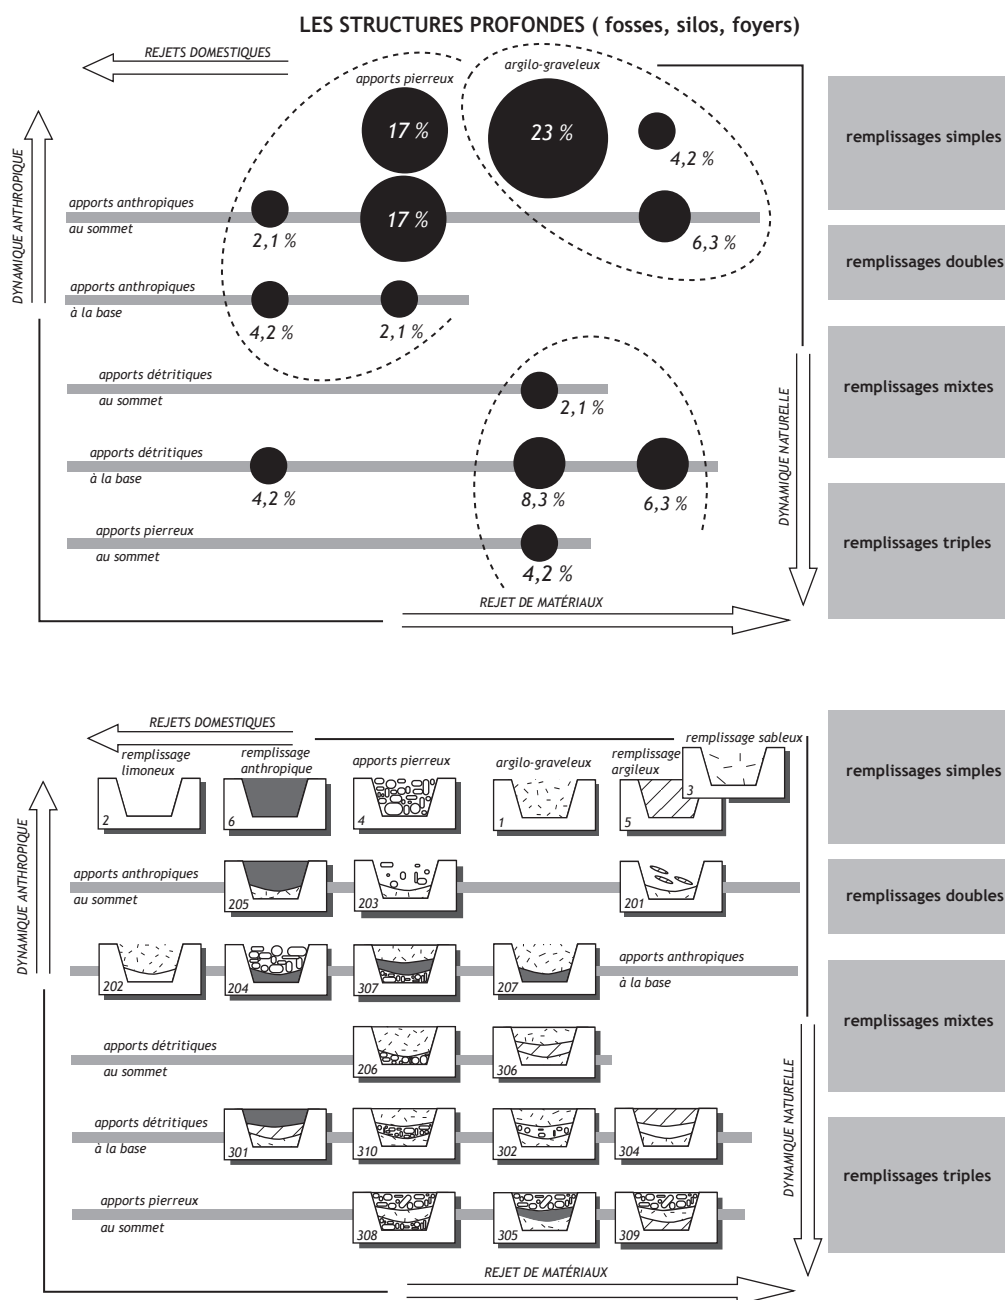 LES STRUCTURES PROFONDES ( fosses, silos, foyers)
REJETS DOMESTIQUES
apports pierreux
argilo-graveleux
DYNAMIQUE ANTHROPIQUE
17 %
23 %
4,2 %
remplissages simples
apports anthropiques
au sommet
2,1 %
17 %
6,3 %
remplissages doubles
apports anthropiques
à la base
4,2 %
2,1 %
apports détritiques
au sommet
2,1 %
remplissages mixtes
DYNAMIQUE NATURELLE
apports détritiques
à la base
4,2 %
8,3 %
6,3 %
apports pierreux
au sommet
4,2 %
remplissages triples
REJET DE MATÉRIAUX
REJETS DOMESTIQUES
remplissage
limoneux
remplissage
anthropique
apports pierreux
argilo-graveleux
remplissage
argileux
remplissage sableux
2
6
4
1
5
3
remplissages simples
DYNAMIQUE ANTHROPIQUE
apports anthropiques
au sommet
205
203
201
remplissages doubles
202
204
307
207
apports anthropiques
à la base
apports détritiques
au sommet
206
306
remplissages mixtes
DYNAMIQUE NATURELLE
apports détritiques
à la base
301
310
302
304
apports pierreux
au sommet
308
305
309
remplissages triples
REJET DE MATÉRIAUX